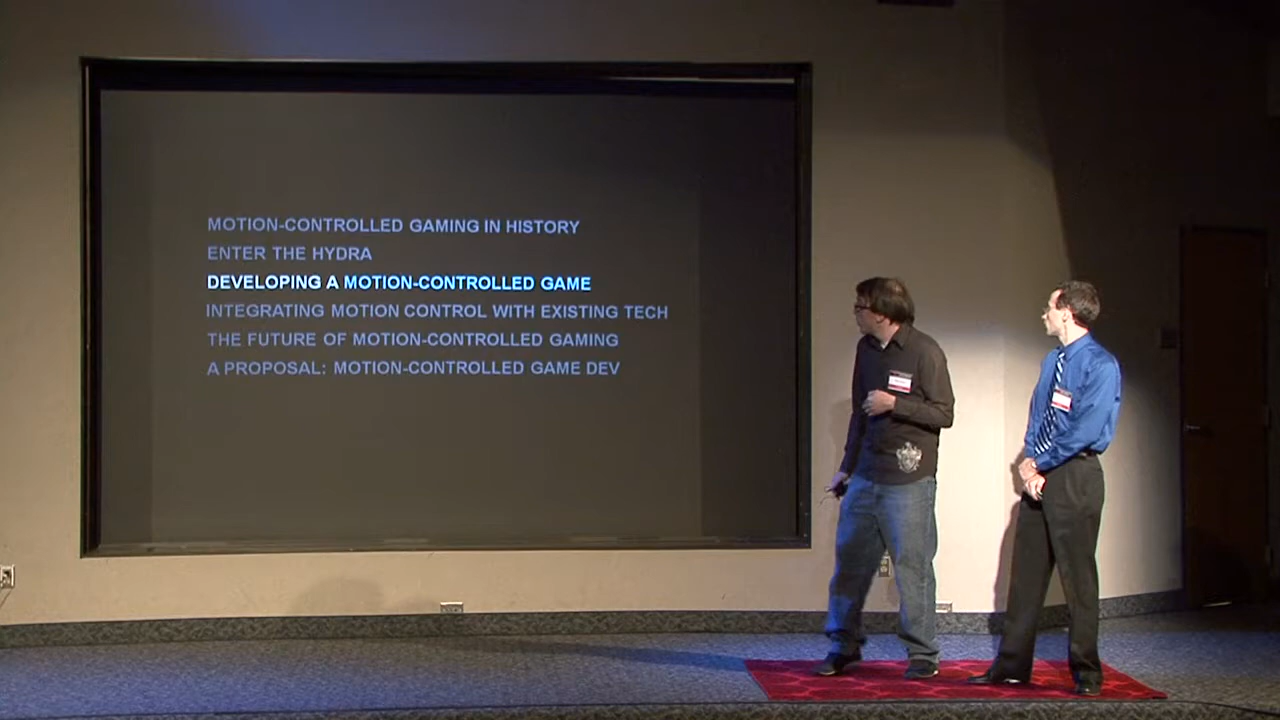 MOTION-CONTROLLED GAMING IN HISTORY
ENTER THE HYDRA
DEVELOPING A MOTION-CONTROLLED GAME
INTEGRATING MOTION CONTROL WITH EXISTING TECH
THE FUTURE OF MOTION-CONTROLLED GAMING
A PROPOSAL: MOTION-CONTROLLED GAME DEV